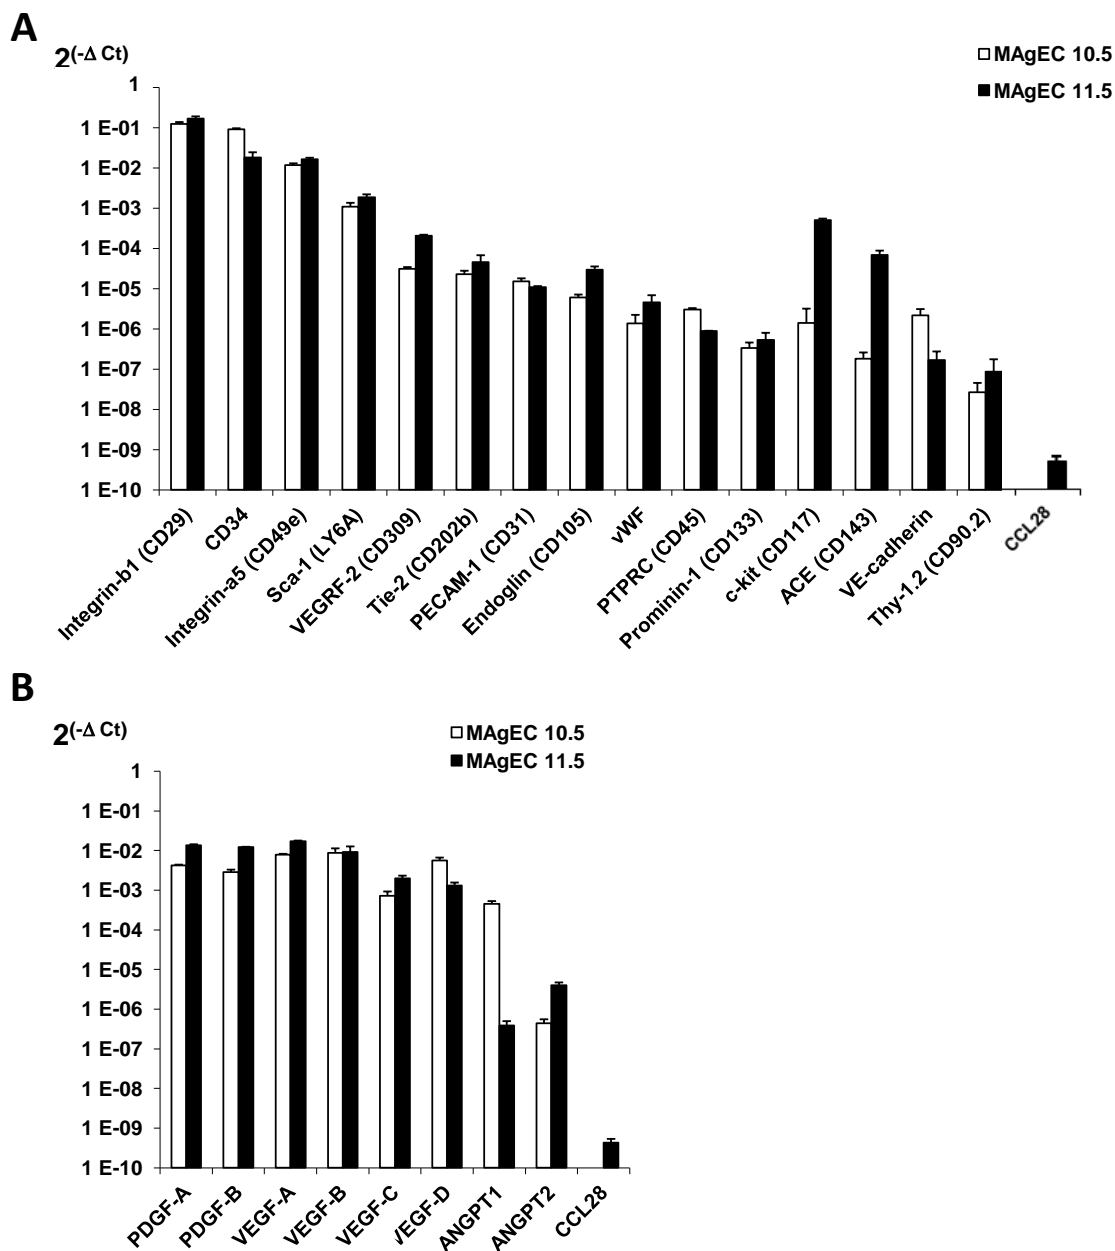 A
2(-Δ Ct)
MAgEC 10.5
MAgEC 11.5
1
1 E-01
1 E-02
1 E-03
1 E-04
1 E-05
1 E-06
1 E-07
1 E-08
1 E-09
1 E-10
Integrin-b1 (CD29)
CD34
Integrin-a5 (CD49e)
Sca-1 (LY6A)
VEGRF-2 (CD309)
Tie-2 (CD202b)
PECAM-1 (CD31)
Endoglin (CD105)
vWF
PTPRC (CD45)
Prominin-1 (CD133)
c-kit (CD117)
ACE (CD143)
VE-cadherin
Thy-1.2 (CD90.2)
CCL28
B
2(-Δ Ct)
MAgEC 10.5
MAgEC 11.5
1
1 E-01
1 E-02
1 E-03
1 E-04
1 E-05
1 E-06
1 E-07
1 E-08
1 E-09
1 E-10
PDGF-A
PDGF-B
VEGF-A
VEGF-B
VEGF-C
VEGF-D
ANGPT1
ANGPT2
CCL28